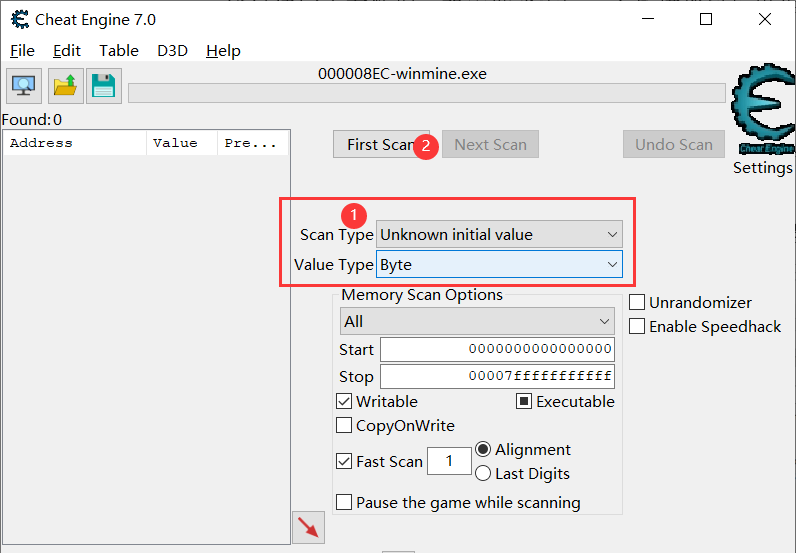 Cheat Engine 7.0
File Edit Table D3D Help
000008EC-winmine.exe
Found: 0
Address Value Pre...
First Scan 2 Next Scan Undo Scan
Cheat Engine
Settings
1
Scan Type Unknown initial value
Value Type Byte
Memory Scan Options
All
Unrandomizer
Enable Speedhack
Start 0000000000000000
Stop 00007fffffffffff
Writable Executable
CopyOnWrite
Fast Scan 1 Alignment
Last Digits
Pause the game while scanning